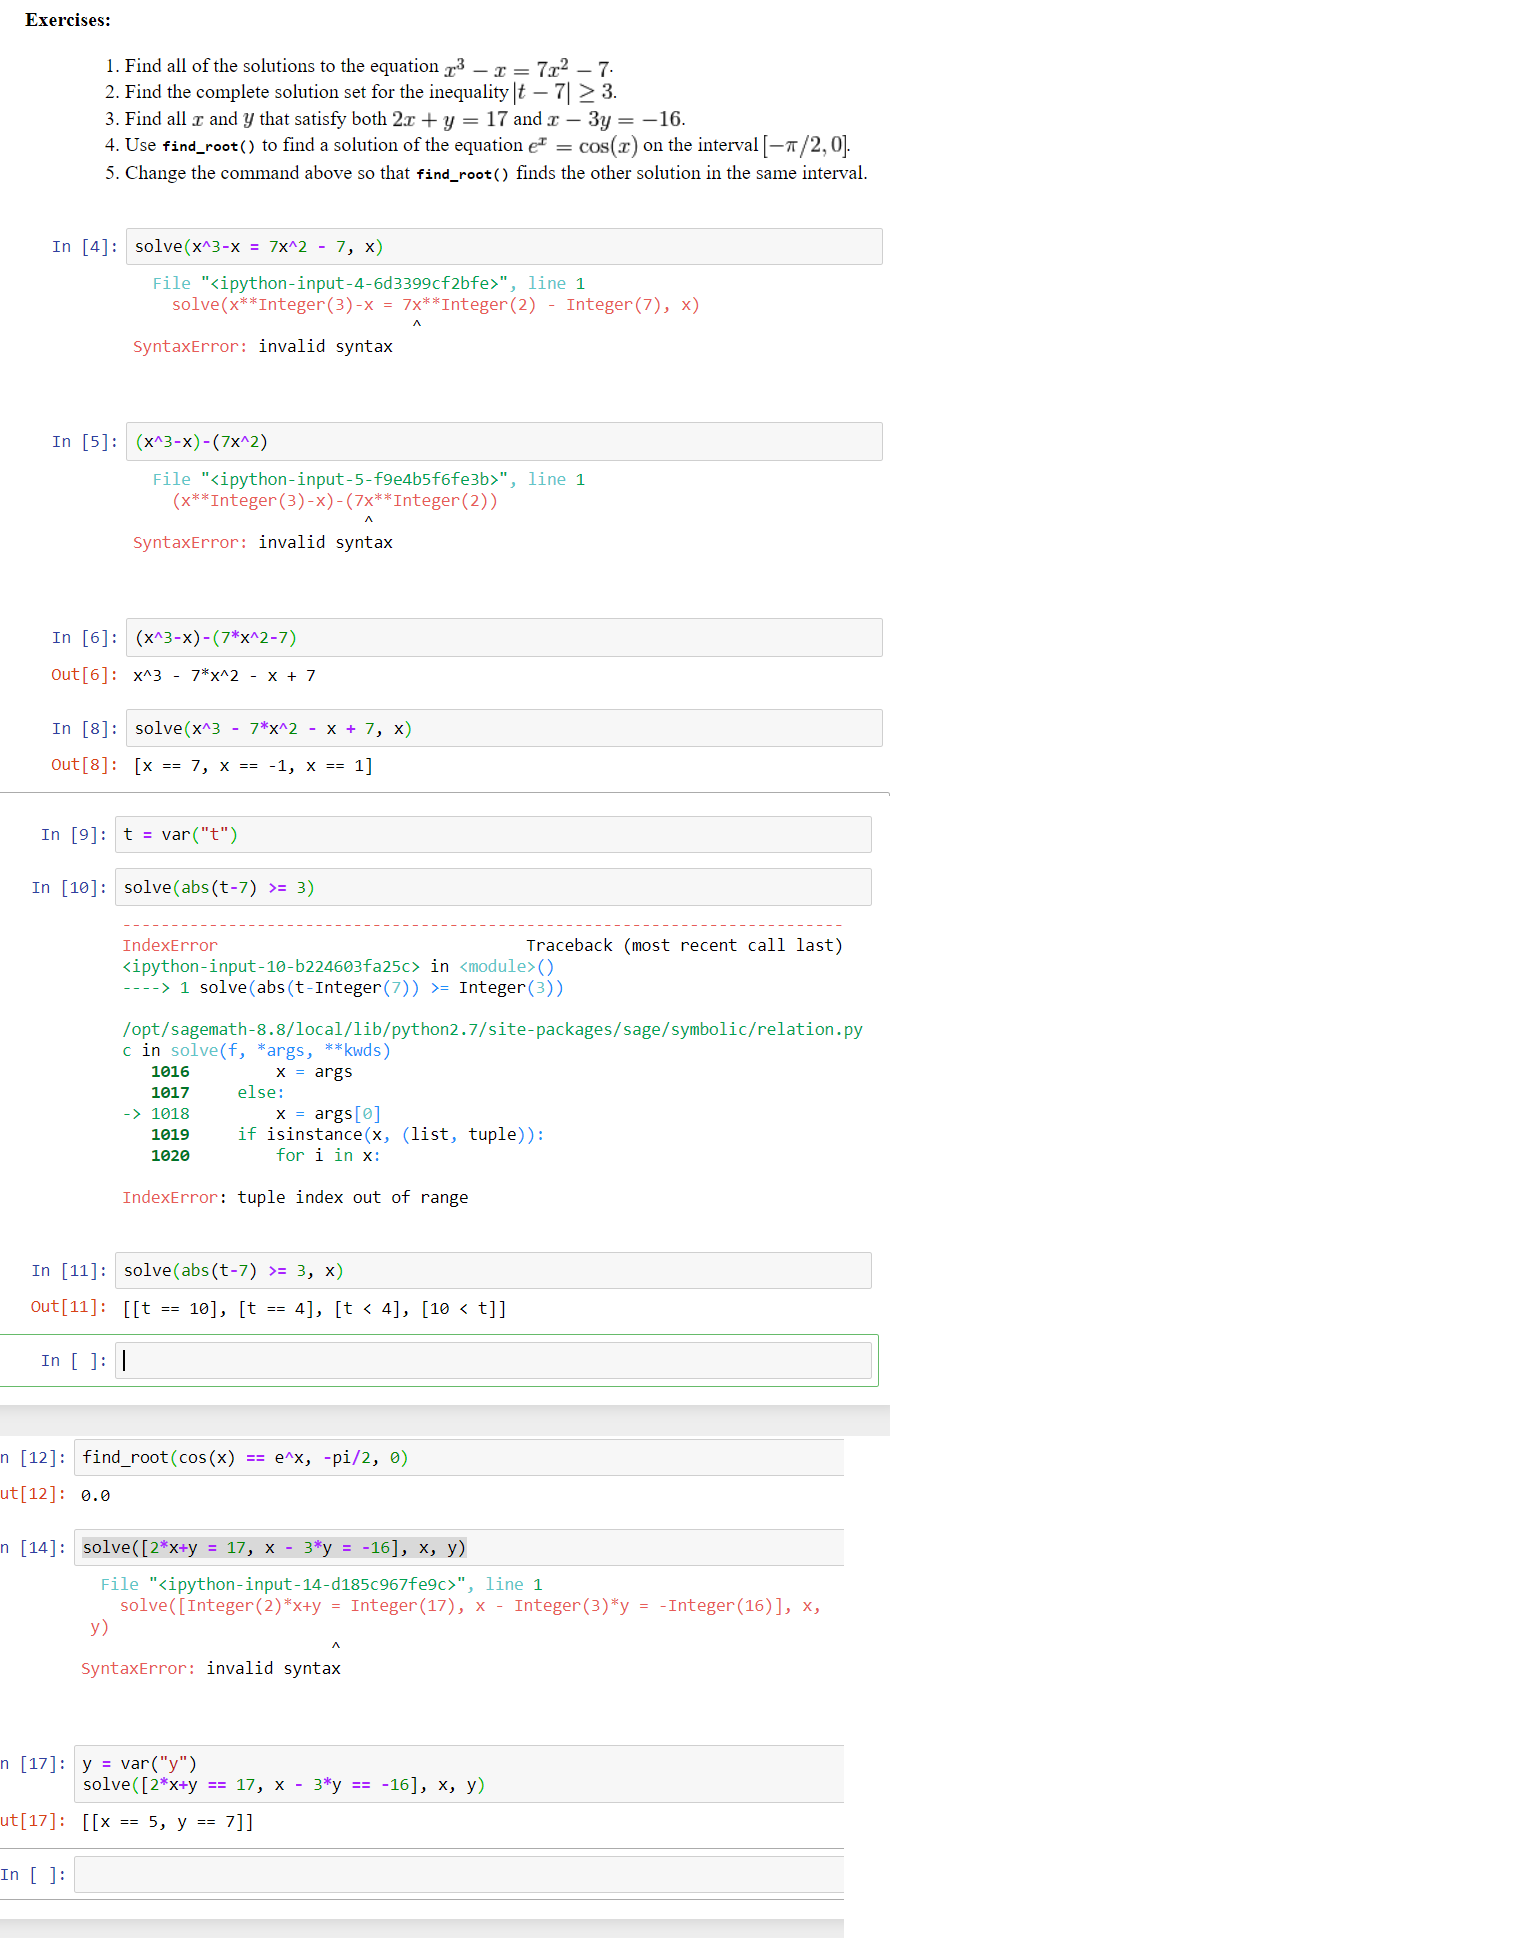 Exercises:
1. Find all of the solutions to the equation x³ − x = 7x² − 7.
2. Find the complete solution set for the inequality |t − 7| ≥ 3.
3. Find all x and y that satisfy both 2x + y = 17 and x − 3y = −16.
4. Use find_root() to find a solution of the equation eˣ = cos(x) on the interval [−π/2, 0].
5. Change the command above so that find_root() finds the other solution in the same interval.
In [4]: solve(x^3-x = 7x^2 - 7, x)
File "<ipython-input-4-6d3399cf2bfe>", line 1
solve(x**Integer(3)-x = 7x**Integer(2) - Integer(7), x)
^
SyntaxError: invalid syntax
In [5]: (x^3-x)-(7x^2)
File "<ipython-input-5-f9e4b5f6fe3b>", line 1
(x**Integer(3)-x)-(7x**Integer(2))
^
SyntaxError: invalid syntax
In [6]: (x^3-x)-(7*x^2-7)
Out[6]: x^3 - 7*x^2 - x + 7
In [8]: solve(x^3 - 7*x^2 - x + 7, x)
Out[8]: [x == 7, x == -1, x == 1]
In [9]: t = var("t")
In [10]: solve(abs(t-7) >= 3)
---------------------------------------------------------------------------
IndexError Traceback (most recent call last)
<ipython-input-10-b224603fa25c> in <module>()
----> 1 solve(abs(t-Integer(7)) >= Integer(3))
/opt/sagemath-8.8/local/lib/python2.7/site-packages/sage/symbolic/relation.py
c in solve(f, *args, **kwds)
1016 x = args
1017 else:
-> 1018 x = args[0]
1019 if isinstance(x, (list, tuple)):
1020 for i in x:
IndexError: tuple index out of range
In [11]: solve(abs(t-7) >= 3, x)
Out[11]: [[t == 10], [t == 4], [t < 4], [10 < t]]
In [ ]:
n [12]: find_root(cos(x) == e^x, -pi/2, 0)
ut[12]: 0.0
n [14]: solve([2*x+y = 17, x - 3*y = -16], x, y)
File "<ipython-input-14-d185c967fe9c>", line 1
solve([Integer(2)*x+y = Integer(17), x - Integer(3)*y = -Integer(16)], x,
y)
^
SyntaxError: invalid syntax
n [17]: y = var("y")
solve([2*x+y == 17, x - 3*y == -16], x, y)
ut[17]: [[x == 5, y == 7]]
In [ ]: